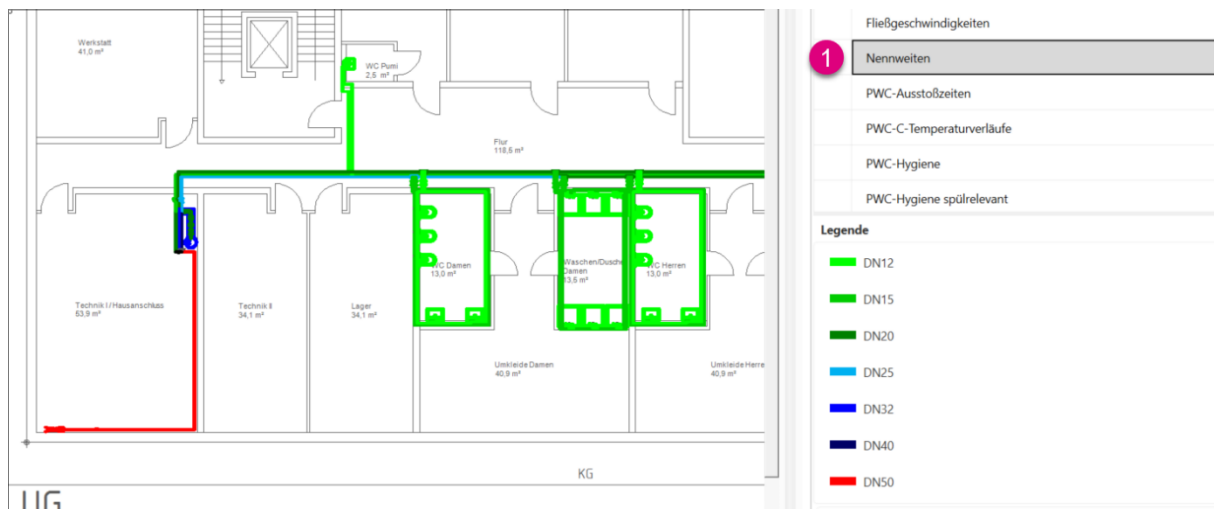 Werkstatt
41,0 m²
WC Pumi
2,5 m²
Flur
118,5 m²
WC Damen
13,0 m²
Waschen/Dusche
Damen
13,5 m²
WC Herren
13,0 m²
Technik I / Hausanschluss
53,9 m²
Technik II
34,1 m²
Lager
34,1 m²
Umkleide Damen
40,9 m²
Umkleide Herre
40,9 m²
KG
UG
Fließgeschwindigkeiten
1
Nennweiten
PWC-Ausstoßzeiten
PWC-C-Temperaturverläufe
PWC-Hygiene
PWC-Hygiene spülrelevant
Legende
DN12
DN15
DN20
DN25
DN32
DN40
DN50